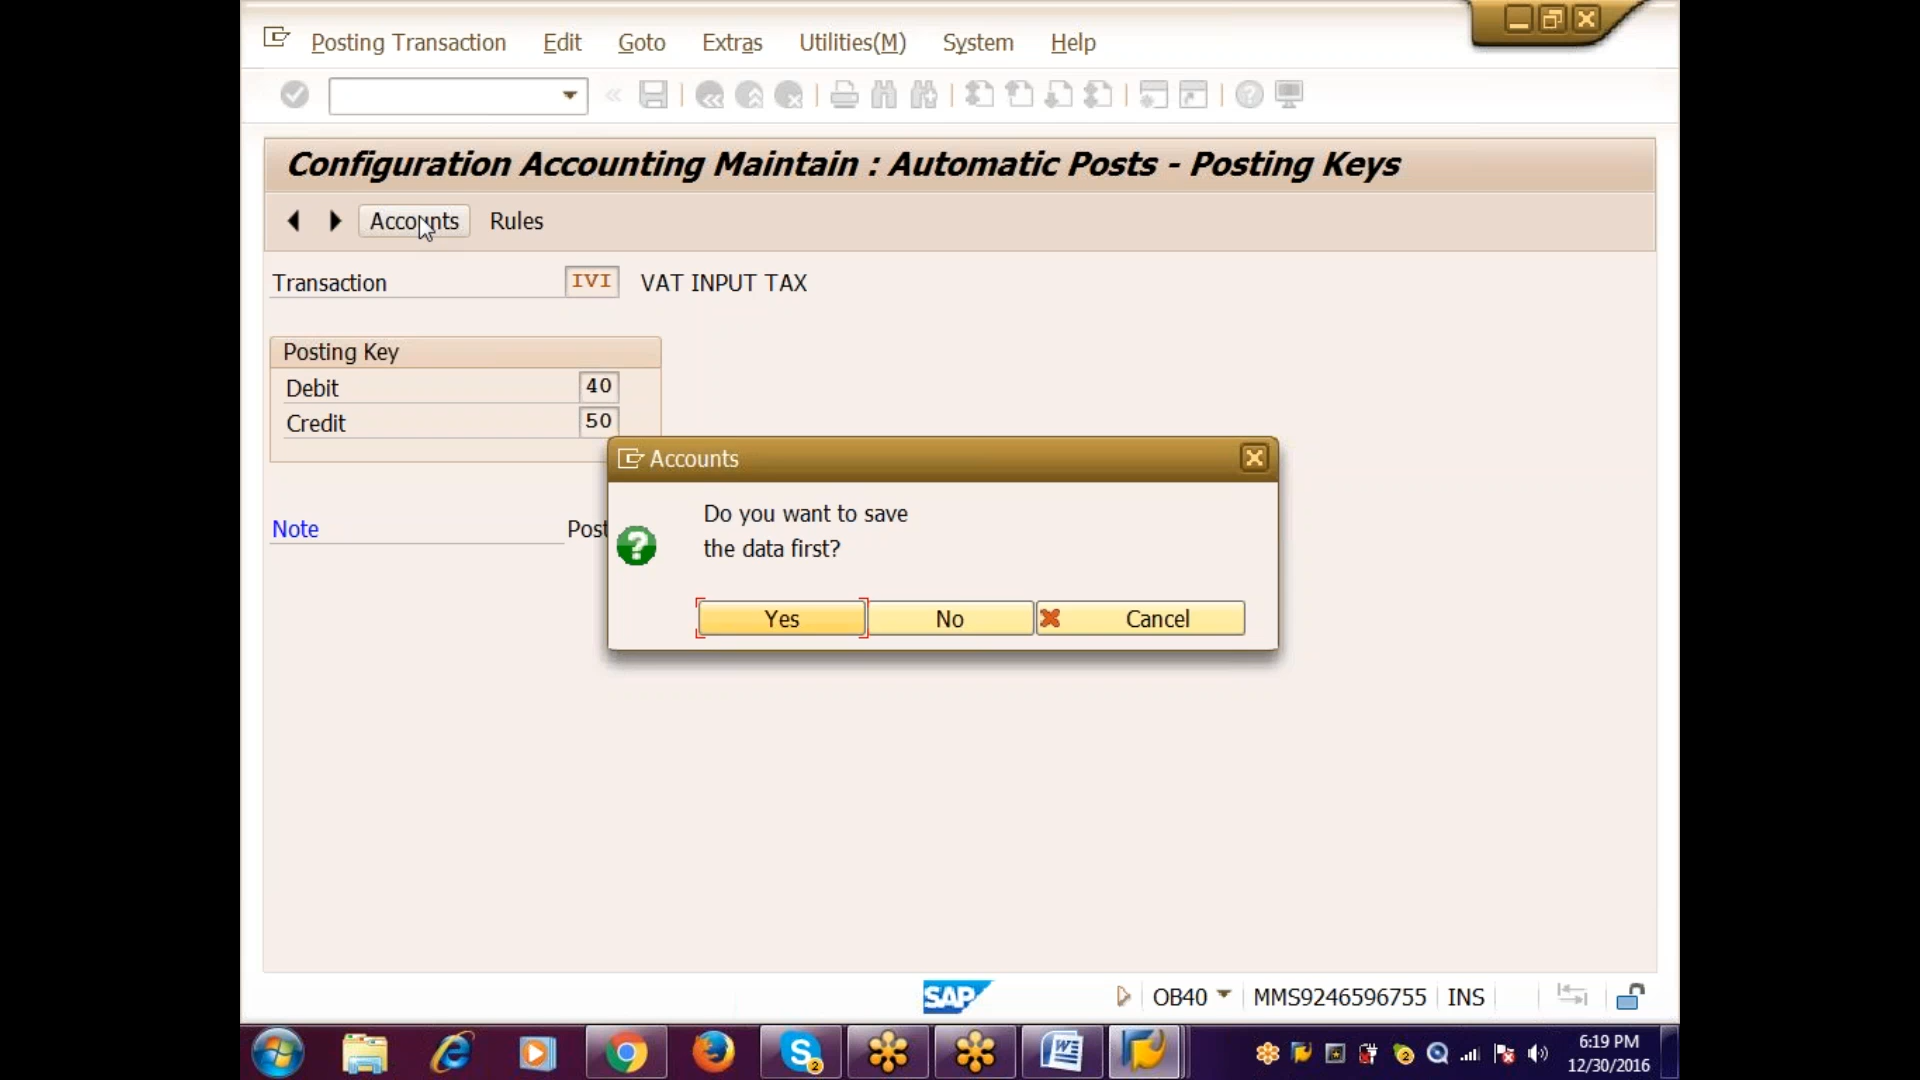 Posting Transaction Edit Goto Extras Utilities(M) System Help
Configuration Accounting Maintain : Automatic Posts - Posting Keys
Accounts Rules
Transaction IVI VAT INPUT TAX
Posting Key
Debit 40
Credit 50
Accounts
Do you want to save
the data first?
Note Post
Yes No Cancel
SAP OB40 MMS9246596755 INS
6:19 PM
12/30/2016